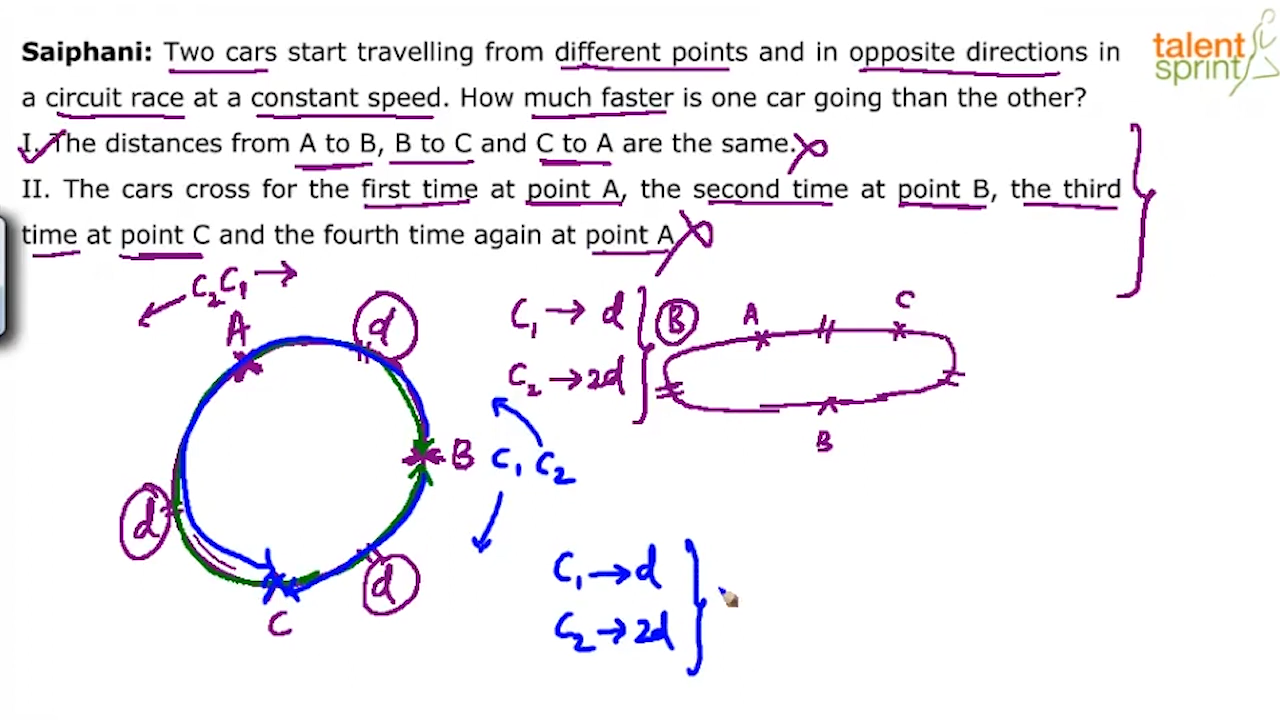 Saiphani: Two cars start travelling from different points and in opposite directions in
a circuit race at a constant speed. How much faster is one car going than the other?
I. The distances from A to B, B to C and C to A are the same.
II. The cars cross for the first time at point A, the second time at point B, the third
time at point C and the fourth time again at point A
talent
sprint
C₂ C₁ →
A
d
C₁ → d
C₂ → 2d
B
A
C
B
B
C₁ C₂
d
d
C
C₁ → d
C₂ → 2d